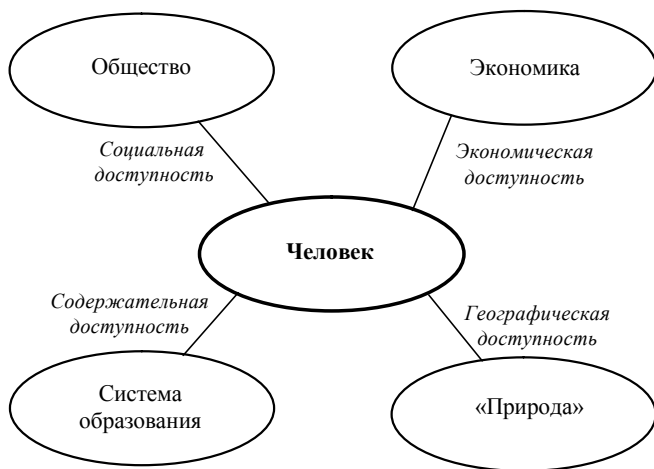 Общество
Экономика
Социальная
доступность
Экономическая
доступность
Человек
Содержательная
доступность
Географическая
доступность
Система
образования
«Природа»